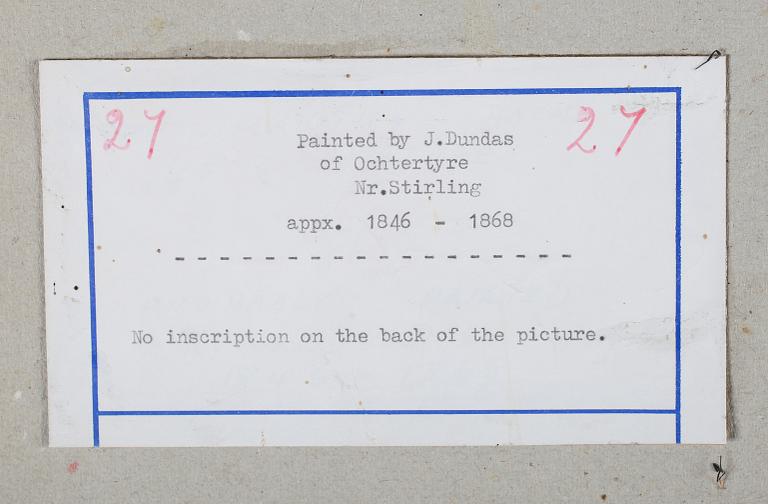 27 27
Painted by J.Dundas
of Ochtertyre
Nr.Stirling
appx. 1846 - 1868
- - - - - - - - - - - - - - - - - -
No inscription on the back of the picture.